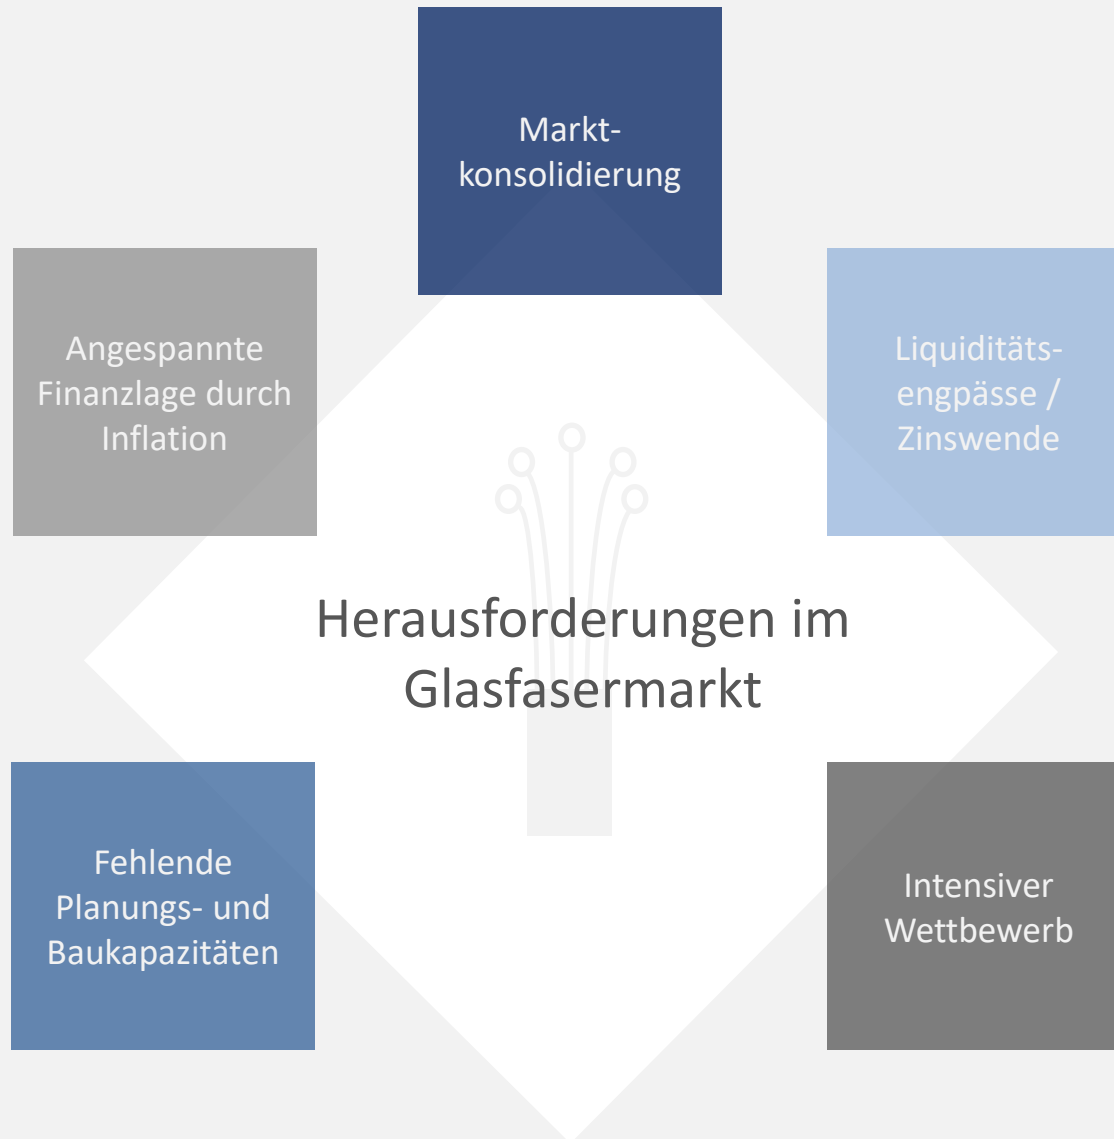 Markt-
konsolidierung
Angespannte
Finanzlage durch
Inflation
Liquiditäts-
engpässe /
Zinswende
Herausforderungen im
Glasfasermarkt
Fehlende
Planungs- und
Baukapazitäten
Intensiver
Wettbewerb